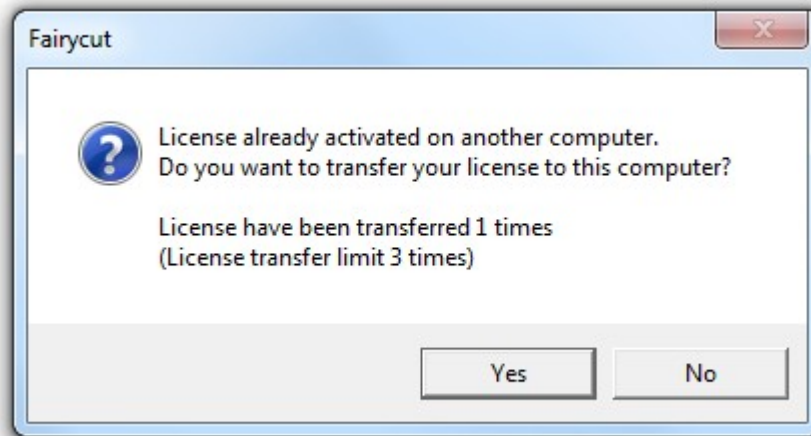 Fairycut
License already activated on another computer.
Do you want to transfer your license to this computer?
License have been transferred 1 times
(License transfer limit 3 times)
Yes
No